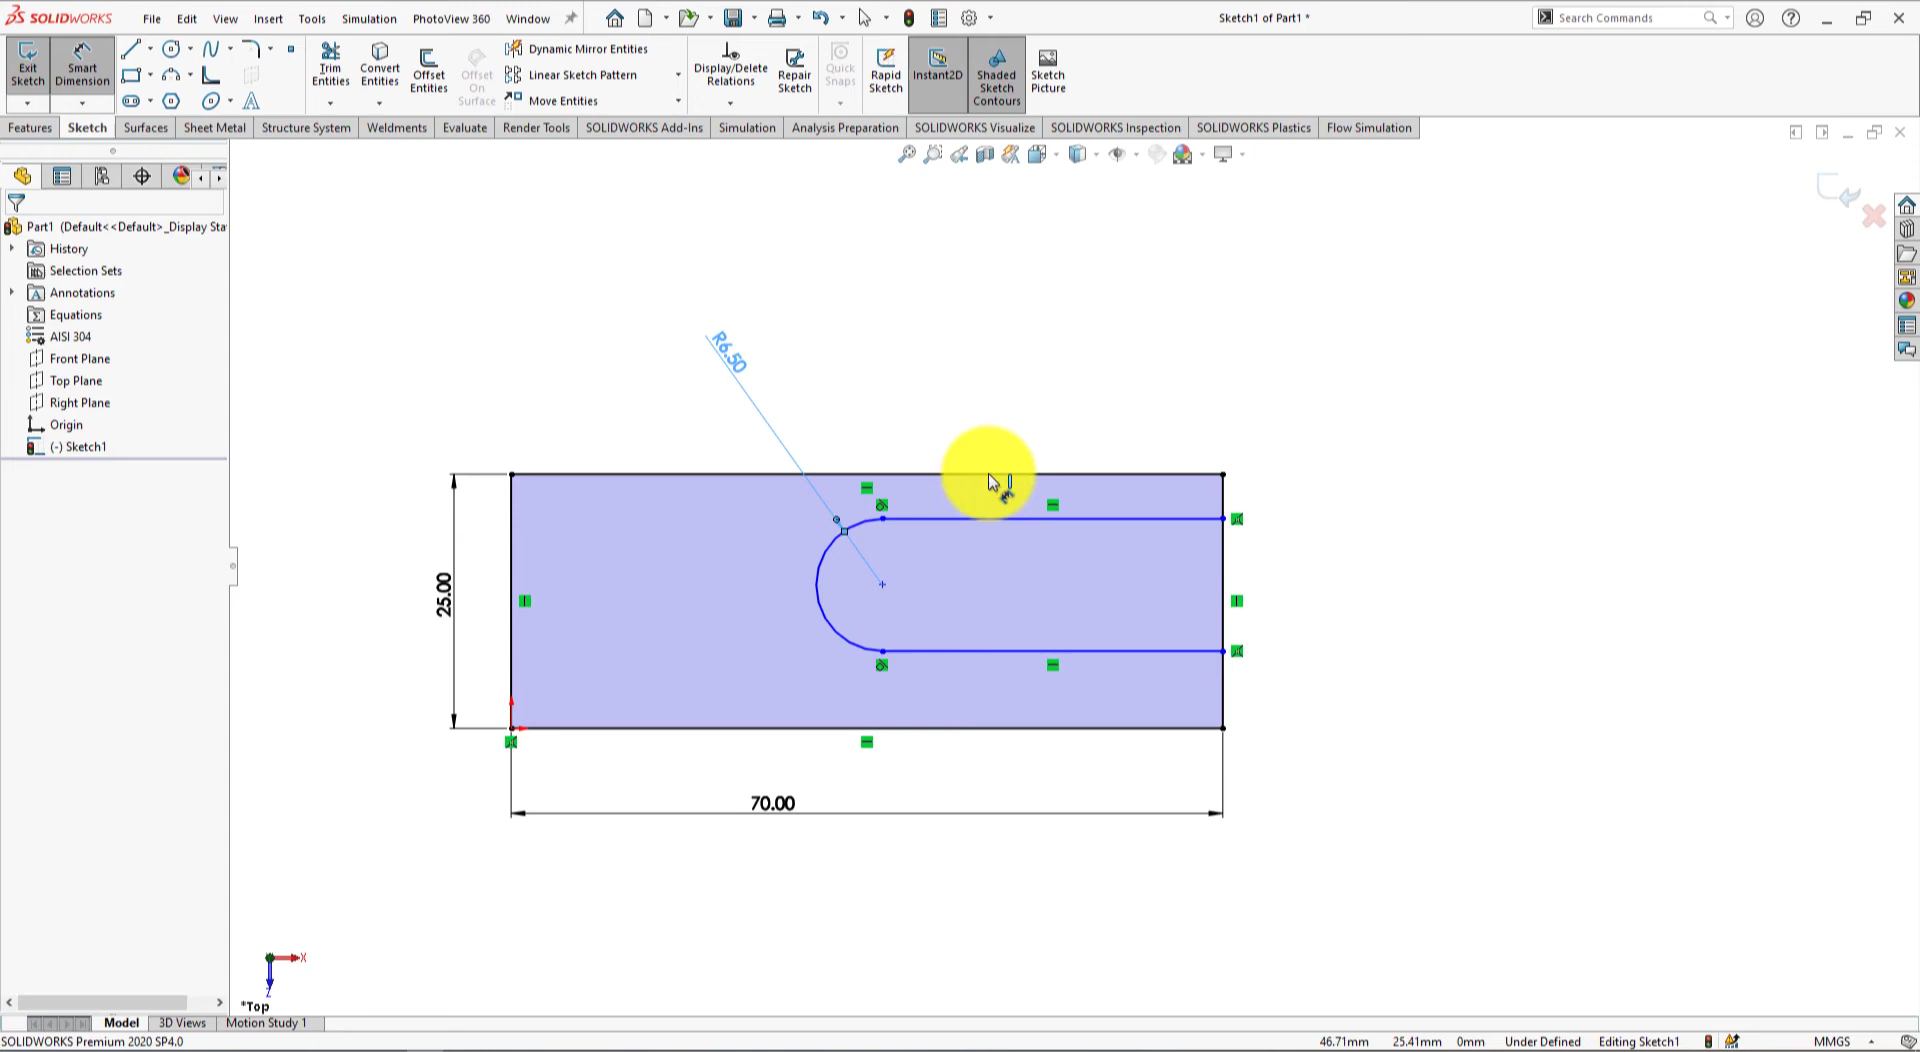 SOLIDWORKS File Edit View Insert Tools Simulation PhotoView 360 Window Sketch1 of Part1 * Search Commands
Exit Sketch
Smart Dimension
Trim Entities
Convert Entities
Offset Entities
Offset On Surface
Dynamic Mirror Entities
Linear Sketch Pattern
Move Entities
Display/Delete Relations
Repair Sketch
Quick Snaps
Rapid Sketch
Instant2D
Shaded Sketch Contours
Sketch Picture
Features Sketch Surfaces Sheet Metal Structure System Weldments Evaluate Render Tools SOLIDWORKS Add-Ins Simulation Analysis Preparation SOLIDWORKS Visualize SOLIDWORKS Inspection SOLIDWORKS Plastics Flow Simulation
Part1 (Default<<Default>_Display Sta
History
Selection Sets
Annotations
Equations
AISI 304
Front Plane
Top Plane
Right Plane
Origin
(-) Sketch1
R6.50
25.00
70.00
X
Z
*Top
Model 3D Views Motion Study 1
SOLIDWORKS Premium 2020 SP4.0 46.71mm 25.41mm 0mm Under Defined Editing Sketch1 MMGS